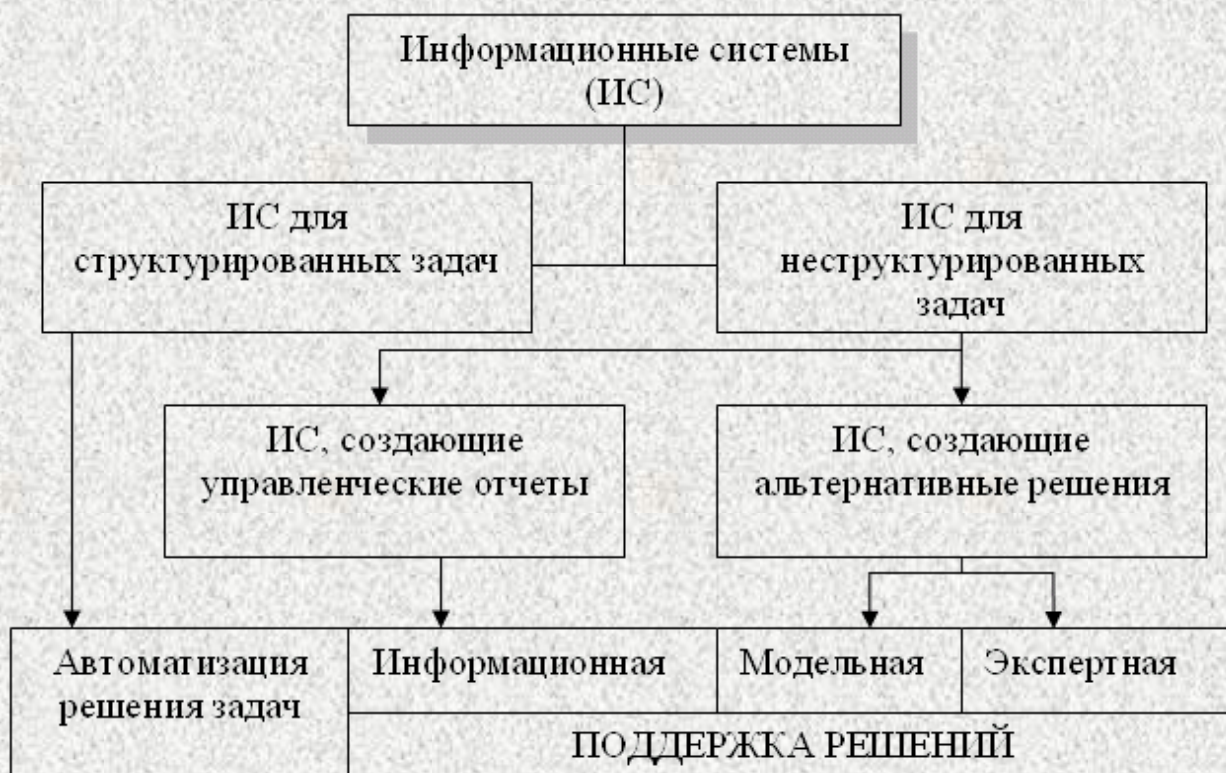 Информационные системы
(ИС)
ИС для
структурированных задач
ИС для
неструктурированных
задач
ИС, создающие
управленческие отчеты
ИС, создающие
альтернативные решения
Автоматизация
решения задач
Информационная
Модельная
Экспертная
ПОДДЕРЖКА РЕШЕНИЙ